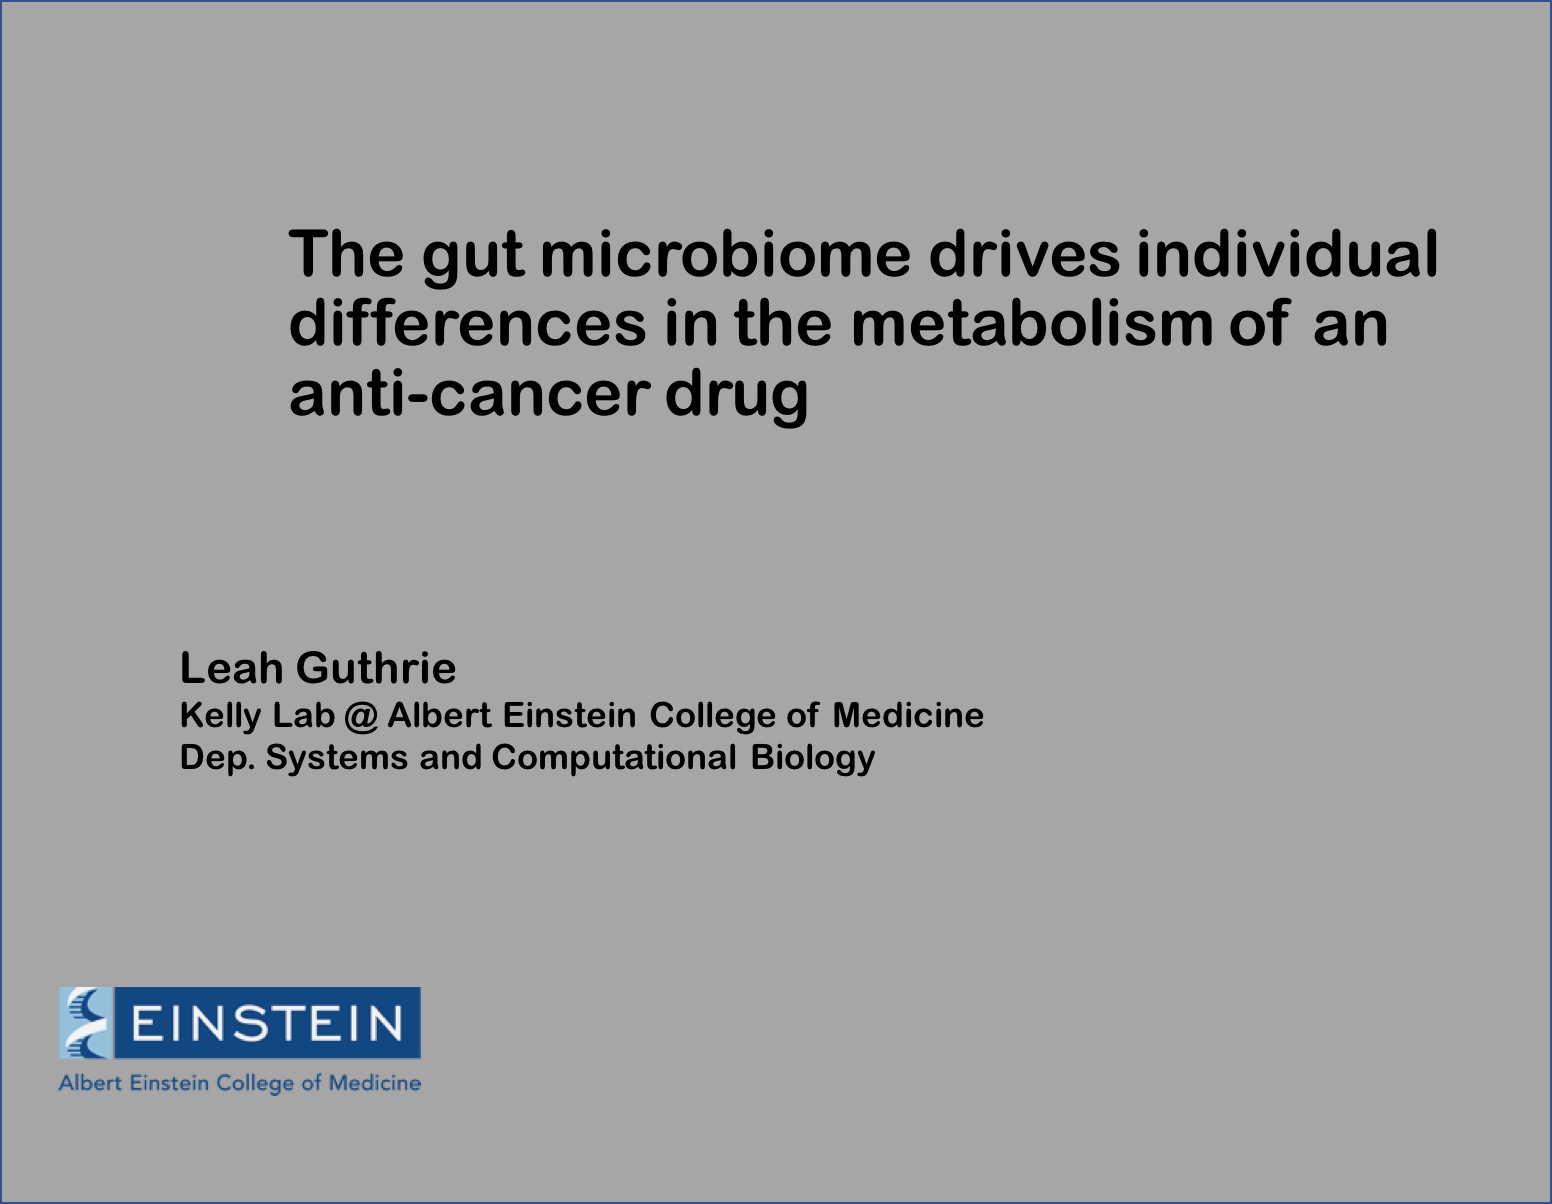 The gut microbiome drives individual
differences in the metabolism of an
anti-cancer drug
Leah Guthrie
Kelly Lab @ Albert Einstein College of Medicine
Dep. Systems and Computational Biology
EINSTEIN
Albert Einstein College of Medicine